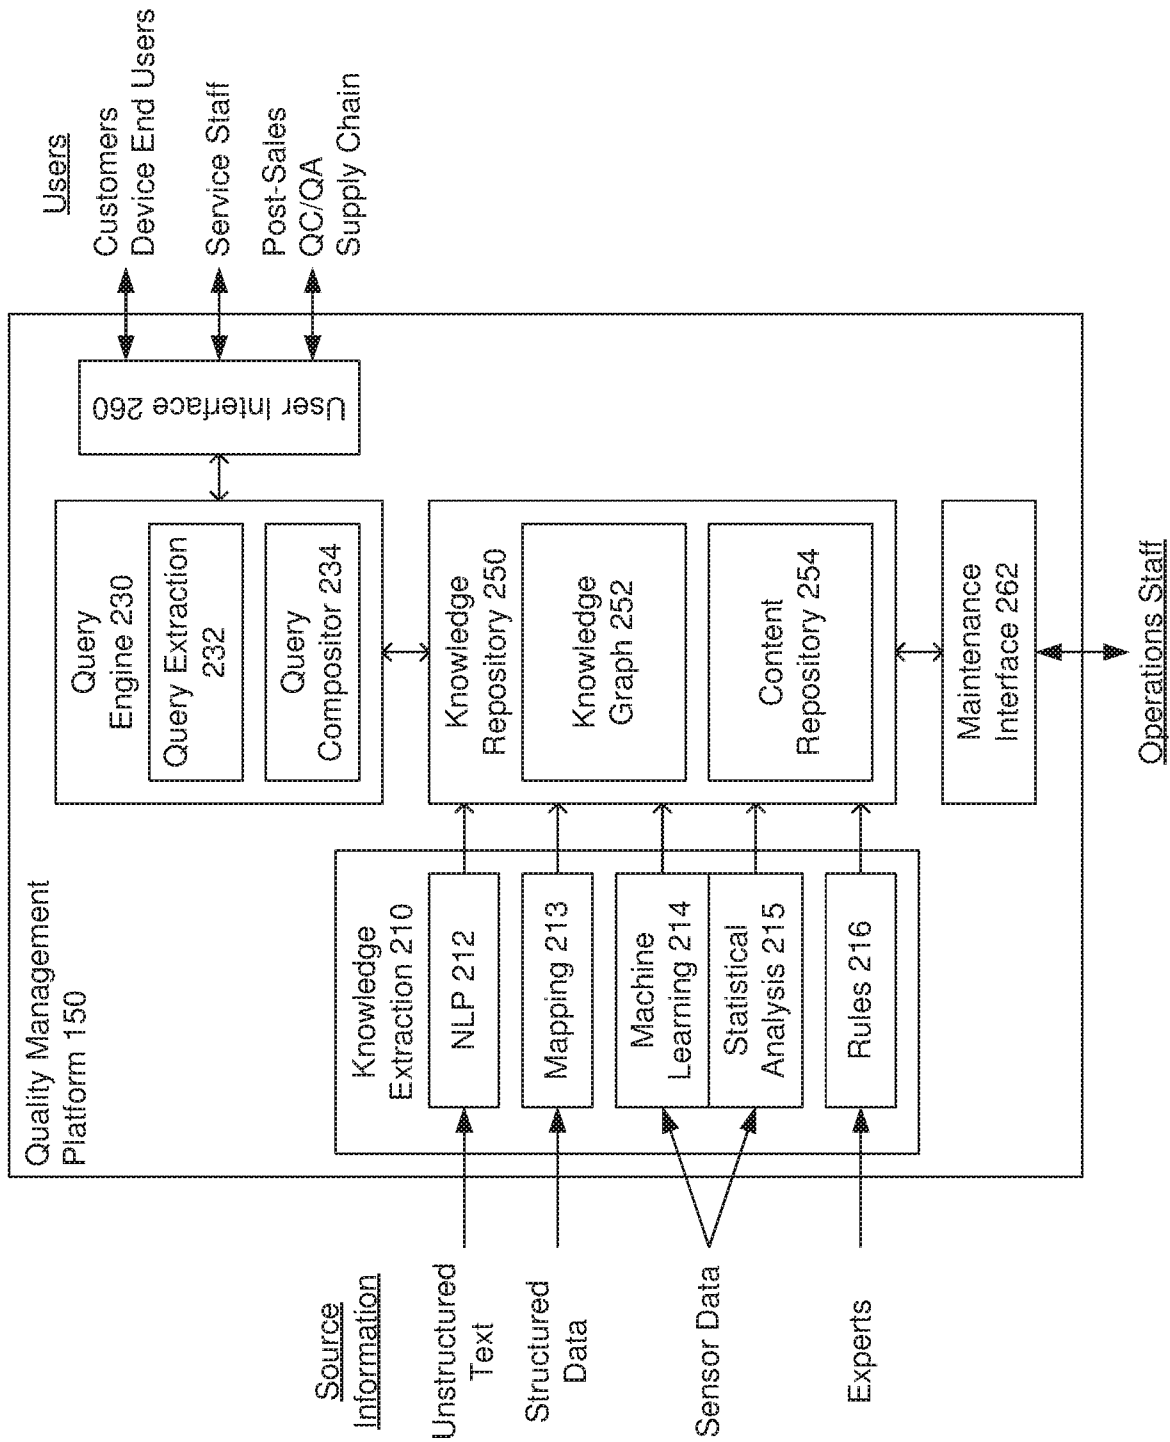 Quality Management
Platform 150
Source
Information
Unstructured
Text
Structured
Data
Sensor Data
Experts
Knowledge
Extraction 210
NLP 212
Mapping 213
Machine
Learning 214
Statistical
Analysis 215
Rules 216
Query
Engine 230
Query Extraction
232
Query
Compositor 234
Knowledge
Repository 250
Knowledge
Graph 252
Content
Repository 254
Maintenance
Interface 262
Operations Staff
User Interface 260
Users
Customers
Device End Users
Service Staff
Post-Sales
QC/QA
Supply Chain